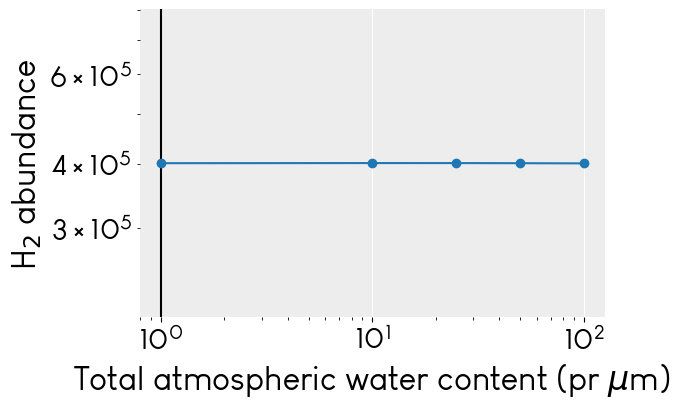 H₂ abundance
6 × 10⁵
4 × 10⁵
3 × 10⁵
10⁰ 10¹ 10²
Total atmospheric water content (pr μm)